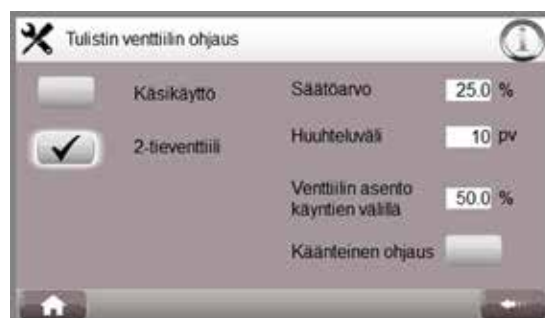 Tulistin venttiilin ohjaus
Käsikäyttö
2-tieventtiili
Säätöarvo 25.0 %
Huuhteluväli 10 pv
Venttiilin asento
käyntien välillä 50.0 %
Käänteinen ohjaus